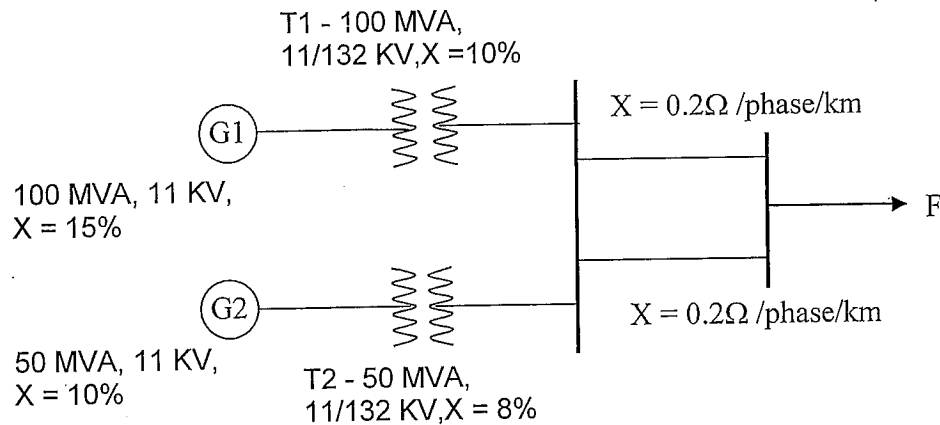 T1 - 100 MVA,
11/132 KV,X =10%
X = 0.2Ω /phase/km
G1
100 MVA, 11 KV,
X = 15%
F
G2
X = 0.2Ω /phase/km
50 MVA, 11 KV,
X = 10%
T2 - 50 MVA,
11/132 KV,X = 8%